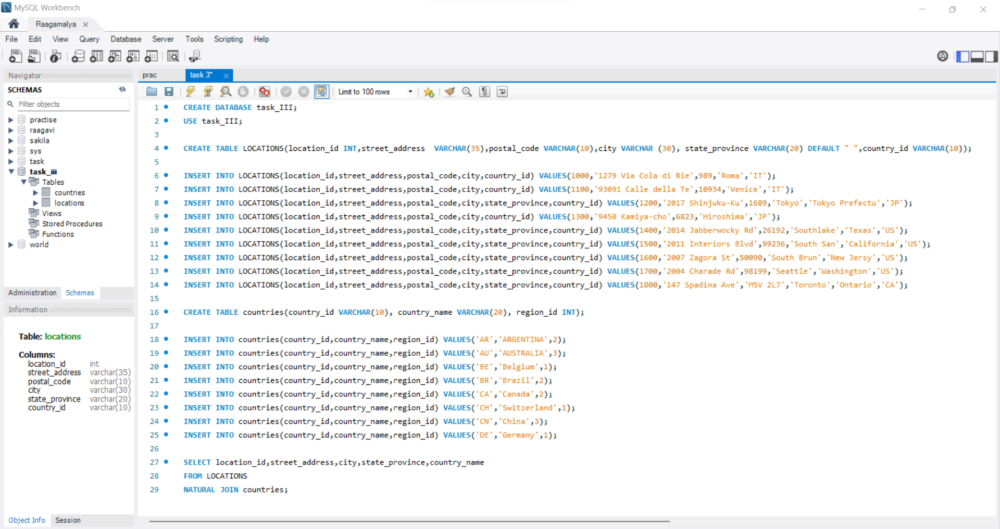 MySQL Workbench
Raagamalya
File Edit View Query Database Server Tools Scripting Help
Navigator
SCHEMAS
Filter objects
practise
raagavi
sakila
sys
task
task_iii
Tables
countries
locations
Views
Stored Procedures
Functions
world
Administration Schemas
Information
Table: locations
Columns:
location_id int
street_address varchar(35)
postal_code varchar(10)
city varchar(30)
state_province varchar(20)
country_id varchar(10)
Object Info Session
prac task 3*
Limit to 100 rows
1 CREATE DATABASE task_III;
2 USE task_III;
3
4 CREATE TABLE LOCATIONS(location_id INT,street_address  VARCHAR(35),postal_code VARCHAR(10),city VARCHAR (30), state_province VARCHAR(20) DEFAULT " ",country_id VARCHAR(10));
5
6 INSERT INTO LOCATIONS(location_id,street_address,postal_code,city,country_id) VALUES(1000,'1279 Via Cola di Rie',989,'Roma','IT');
7 INSERT INTO LOCATIONS(location_id,street_address,postal_code,city,country_id) VALUES(1100,'93091 Calle della Te',10934,'Venice','IT');
8 INSERT INTO LOCATIONS(location_id,street_address,postal_code,city,state_province,country_id) VALUES(1200,'2017 Shinjuku-Ku',1689,'Tokyo','Tokyo Prefectu','JP');
9 INSERT INTO LOCATIONS(location_id,street_address,postal_code,city,country_id) VALUES(1300,'9450 Kamiya-cho',6823,'Hiroshima','JP');
10 INSERT INTO LOCATIONS(location_id,street_address,postal_code,city,state_province,country_id) VALUES(1400,'2014 Jabberwocky Rd',26192,'Southlake','Texas','US');
11 INSERT INTO LOCATIONS(location_id,street_address,postal_code,city,state_province,country_id) VALUES(1500,'2011 Interiors Blvd',99236,'South San','California','US');
12 INSERT INTO LOCATIONS(location_id,street_address,postal_code,city,state_province,country_id) VALUES(1600,'2007 Zagora St',50090,'South Brun','New Jersy','US');
13 INSERT INTO LOCATIONS(location_id,street_address,postal_code,city,state_province,country_id) VALUES(1700,'2004 Charade Rd',98199,'Seattle','Washington','US');
14 INSERT INTO LOCATIONS(location_id,street_address,postal_code,city,state_province,country_id) VALUES(1800,'147 Spadina Ave','M5V 2L7','Toronto','Ontario','CA');
15
16 CREATE TABLE countries(country_id VARCHAR(10), country_name VARCHAR(20), region_id INT);
17
18 INSERT INTO countries(country_id,country_name,region_id) VALUES('AR','ARGENTINA',2);
19 INSERT INTO countries(country_id,country_name,region_id) VALUES('AU','AUSTRALIA',3);
20 INSERT INTO countries(country_id,country_name,region_id) VALUES('BE','Belgium',1);
21 INSERT INTO countries(country_id,country_name,region_id) VALUES('BR','Brazil',2);
22 INSERT INTO countries(country_id,country_name,region_id) VALUES('CA','Canada',2);
23 INSERT INTO countries(country_id,country_name,region_id) VALUES('CH','Switzerland',1);
24 INSERT INTO countries(country_id,country_name,region_id) VALUES('CN','China',3);
25 INSERT INTO countries(country_id,country_name,region_id) VALUES('DE','Germany',1);
26
27 SELECT location_id,street_address,city,state_province,country_name
28 FROM LOCATIONS
29 NATURAL JOIN countries;